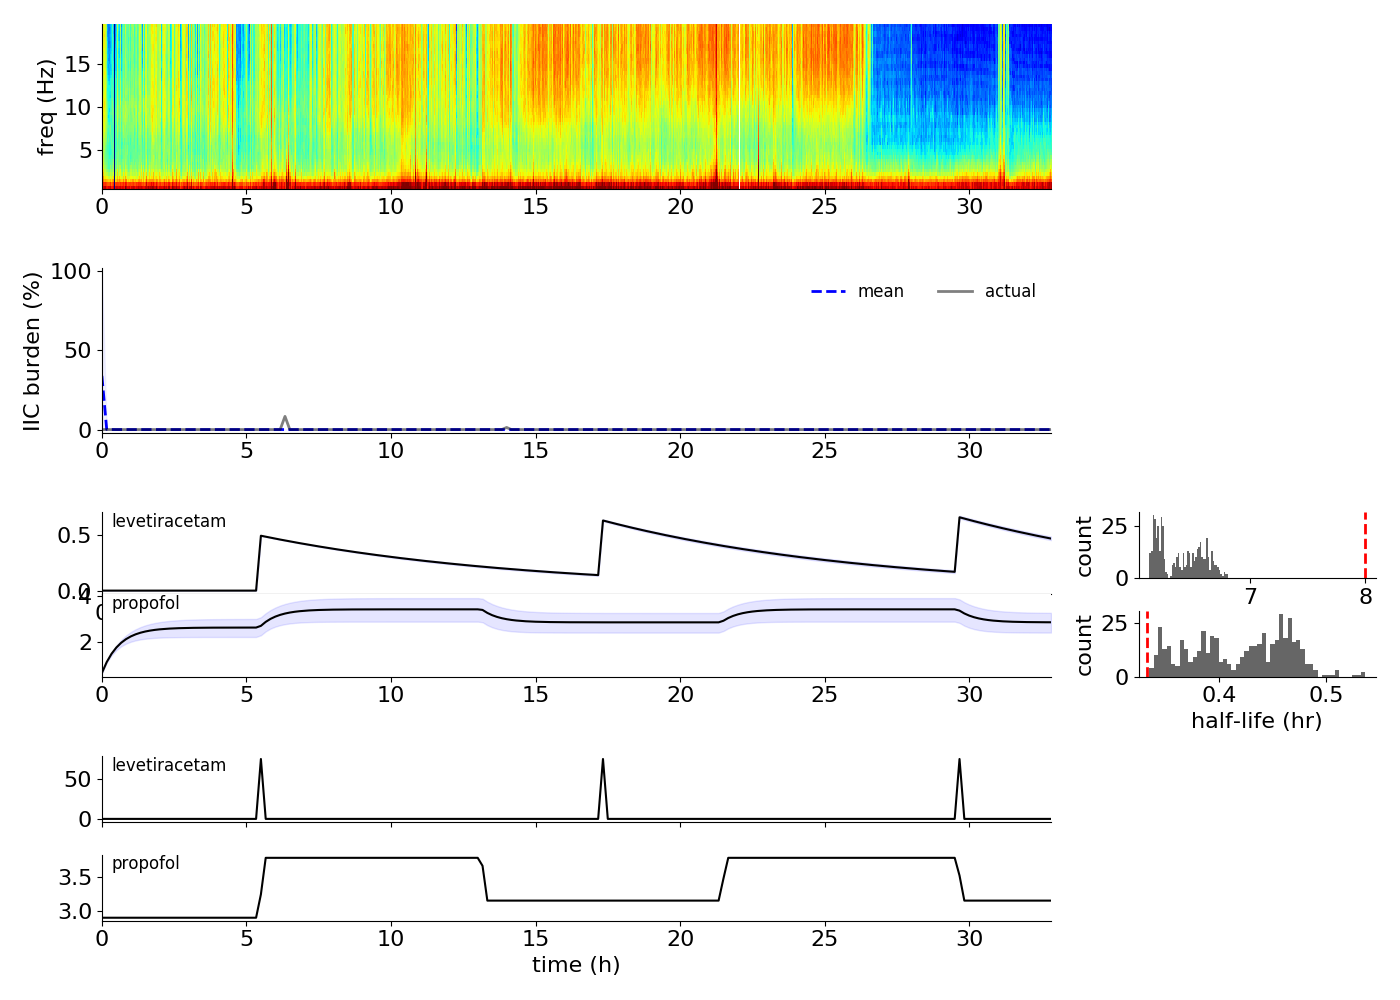 freq (Hz)
15
10
5
0 5 10 15 20 25 30
IIC burden (%)
100
50
0
mean actual
0 5 10 15 20 25 30
levetiracetam
0.5
0.0
0
propofol
4
2
0 5 10 15 20 25 30
count
25
0
7 8
count
25
0
0.4 0.5
half-life (hr)
levetiracetam
50
0
propofol
3.5
3.0
0 5 10 15 20 25 30
time (h)